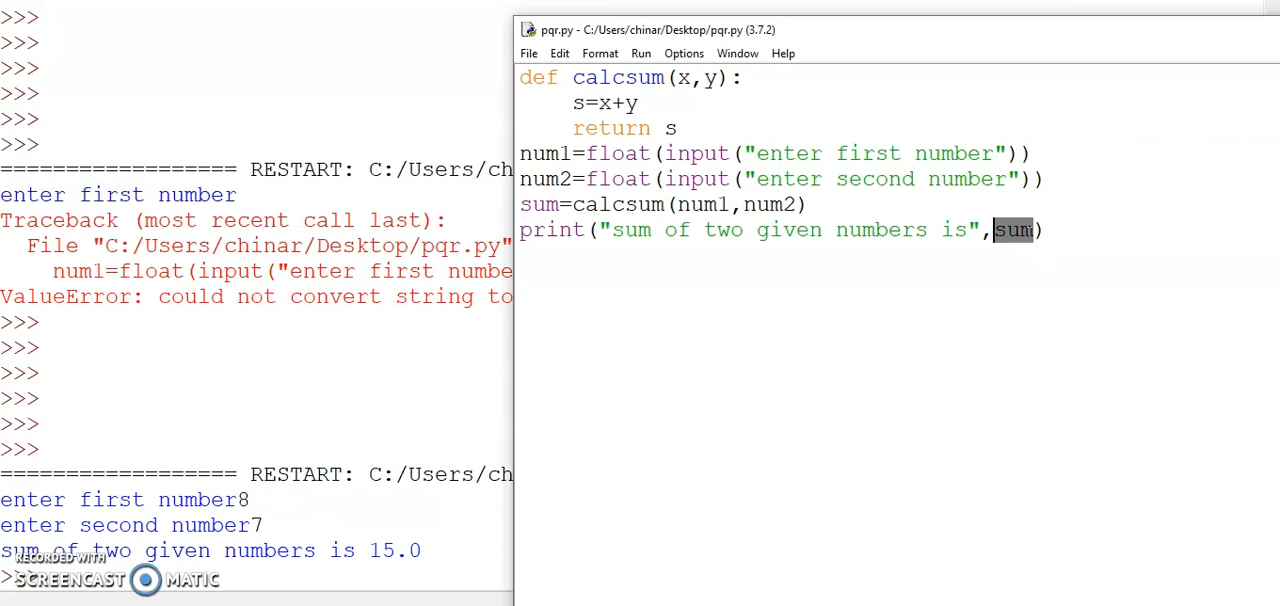 >>>
>>>
>>>
>>>
>>>
>>>
================== RESTART: C:/Users/ch
enter first number
Traceback (most recent call last):
  File "C:/Users/chinar/Desktop/pqr.py"
    num1=float(input("enter first numbe
ValueError: could not convert string to
>>>
>>>
>>>
>>>
>>>
>>>
================== RESTART: C:/Users/ch
enter first number8
enter second number7
sum of two given numbers is 15.0
>>>
RECORDED WITH
SCREENCAST MATIC
pqr.py - C:/Users/chinar/Desktop/pqr.py (3.7.2)
File Edit Format Run Options Window Help
def calcsum(x,y):
    s=x+y
    return s
num1=float(input("enter first number"))
num2=float(input("enter second number"))
sum=calcsum(num1,num2)
print("sum of two given numbers is",sum)